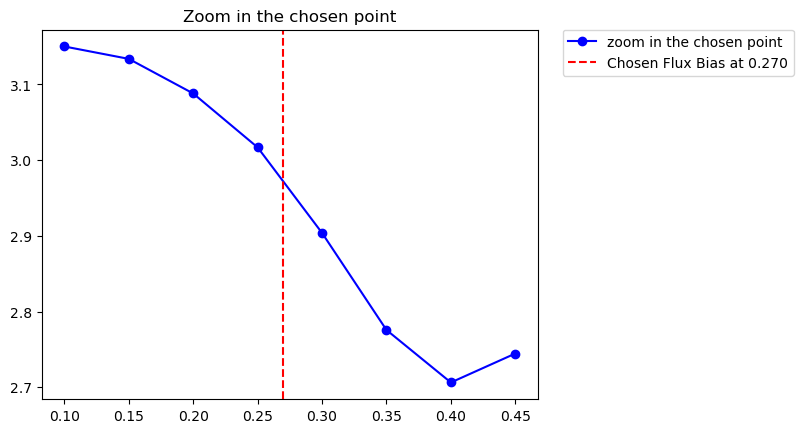 Zoom in the chosen point
zoom in the chosen point
Chosen Flux Bias at 0.270
3.1
3.0
2.9
2.8
2.7
0.10 0.15 0.20 0.25 0.30 0.35 0.40 0.45